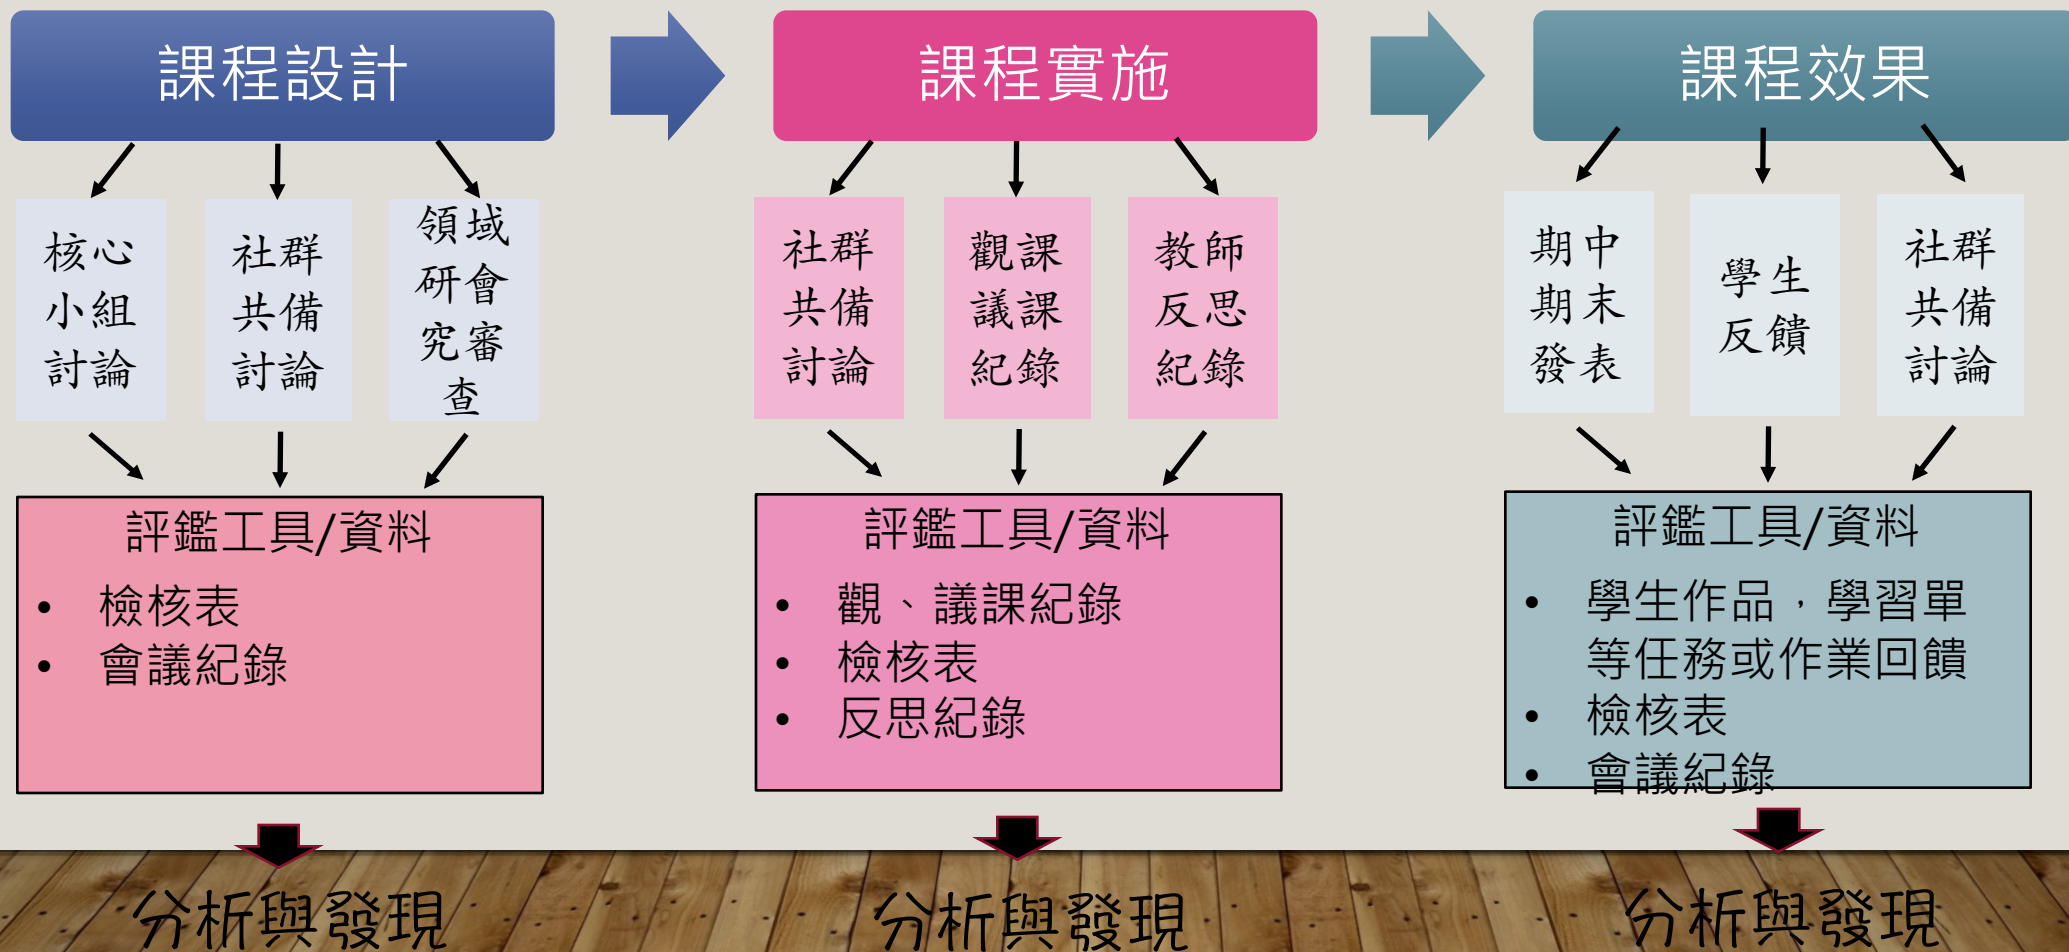 課程設計
課程實施
課程效果
核心
小組
討論
社群
共備
討論
領域
研會
究審
查
社群
共備
討論
觀課
議課
紀錄
教師
反思
紀錄
期中
期末
發表
學生
反饋
社群
共備
討論
評鑑工具/資料
• 檢核表
• 會議紀錄
評鑑工具/資料
• 觀、議課紀錄
• 檢核表
• 反思紀錄
評鑑工具/資料
• 學生作品，學習單
等任務或作業回饋
• 檢核表
• 會議紀錄
分析與發現
分析與發現
分析與發現